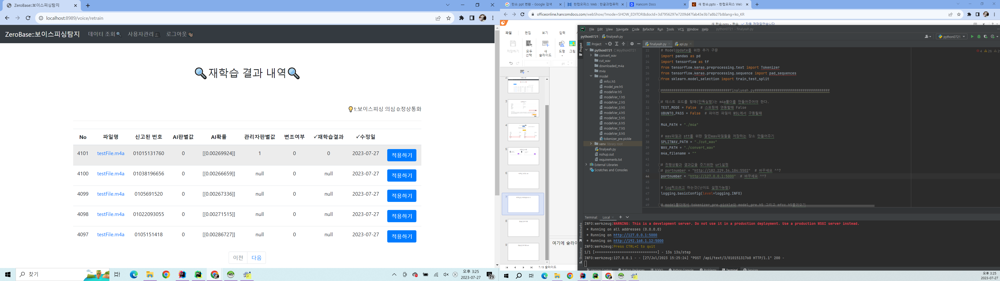 ZeroBase::보이스피싱탐지
localhost:8989/voice/retrain
ZeroBase::보이스피싱탐지 데이터 조회 사용자관리 로그아웃
재학습 결과 내역
1:보이스피싱 의심 0:정상통화
No 파일명 신고된 번호 AI판별값 AI확률 관리자판별값 변조여부 ✓재학습결과 ✓수정일
4101 testFile.m4a 01015131760 0 [[0.00269924]] 1 0 0 2023-07-27 적용하기
4100 testFile.m4a 01038196656 0 [[0.00266659]] null 0 null 2023-07-27 적용하기
4099 testFile.m4a 0105691520 0 [[0.00267336]] null 0 null 2023-07-27 적용하기
4098 testFile.m4a 01022093055 0 [[0.00271515]] null 0 null 2023-07-27 적용하기
4097 testFile.m4a 0105151418 0 [[0.00286727]] null 0 null 2023-07-27 적용하기
이전 다음
찾기
오후 3:25
2023-07-27
23
한쇼 ppt 변환 - Google 검색 한컴오피스 Web : 한글과컴퓨터 Hancom Docs 새 한쇼.pptx - 한컴오피스 Web
officeonline.hancomdocs.com/webShow/?mode=SHOW_EDITOR&docId=3d7956297e7209d47fab43e3b7a8b27b&lang=ko_KR
새 한쇼.pptx - 한쇼 ✓ 자동 저장되었습니다
파일 편집 보기 입력
저장하기 모두 선택 새 슬라이드 도형 그림
pt
2
3
4
5
6
7
8
9
여기에 슬라이
7 / 9 슬라이드
File Edit View Navigate Code Refactor Run Tools VCS Window Help python0721 - finalyeah.py
python0721 finalyeah.py
python0721
Project
finalyeah.py api.py
python0721 C:\python0721
convert_wav
cut_wav
downloaded_m4a
m4a
model
mfcc.h5
model_pre.h5
modelVer.h5
modelVer_1.h5
modelVer_2.h5
modelVer_3.h5
modelVer_4.h5
modelVer_5.h5
modelVer_6.h5
modelVer_7.h5
modelVer_8.h5
tokenizer_pre.pickle
venv library root
finalyeah.py
nohup.out
requirements.txt
External Libraries
Scratches and Consoles
4 26
22 # ModelUpdate를 위한 추가 구문
23 import pandas as pd
24 import tensorflow as tf
25 from tensorflow.keras.preprocessing.text import Tokenizer
26 from tensorflow.keras.preprocessing.sequence import pad_sequences
27 from sklearn.model_selection import train_test_split
28
29 #################################finalyeah.py####################################
30
31 # 테스트 모드를 할때(단독실행)는 m4a폴더를 만들어주어야 한다.
32 TEST_MODE = False # 스프링에 연동할때 False
33 UBUNTO_PASS = False # 파이썬 파일이 WSL에서 구동될때
34
35 M4A_PATH = "./m4a"
36
37 # wav파일과 stt를 위한 잘린wav파일들을 저장하는 장소 만들어주기
38 SPLITWAV_PATH = "./cut_wav"
39 WAV_PATH = "./convert_wav"
40 m4a_filename = ""
41
42 # 진행상황과 결과값을 주기위한 url설정
43 # portnumber = "http://182.229.34.184:5502" # 바꾸세요 ^^7
44 portnumber = "http://127.0.0.1:5000" # 바꾸세요 ^^7
45
46 # log찍으려고 하는것(난이도 설정가능함)
47 logging.basicConfig(level=logging.INFO)
48
49 # model폴더에서 tokenizer_pre.pickle와 model_pre.h5 그리고 mfcc.h5불러오기
Terminal: Local
INFO:werkzeug:WARNING: This is a development server. Do not use it in a production deployment. Use a production WSGI server instead.
* Running on all addresses (0.0.0.0)
* Running on http://127.0.0.1:5000
* Running on http://192.168.1.12:5000
INFO:werkzeug:Press CTRL+C to quit
1/1 [==============================] - 13s 13s/step
INFO:werkzeug:127.0.0.1 - - [27/Jul/2023 15:25:24] "POST /api/text/3/01015131760 HTTP/1.1" 200 -
Project
Bookmarks
Structure
Version Control Python Packages TODO Python Console Problems Terminal Services
오후 3:25
2023-07-27